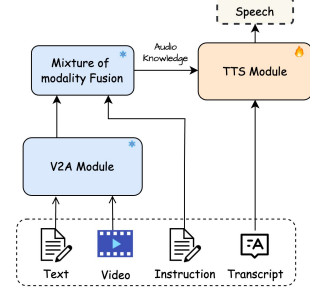 Speech
Audio
Knowledge
Mixture of
modality Fusion
TTS Module
V2A Module
Text
Video
Instruction
Transcript